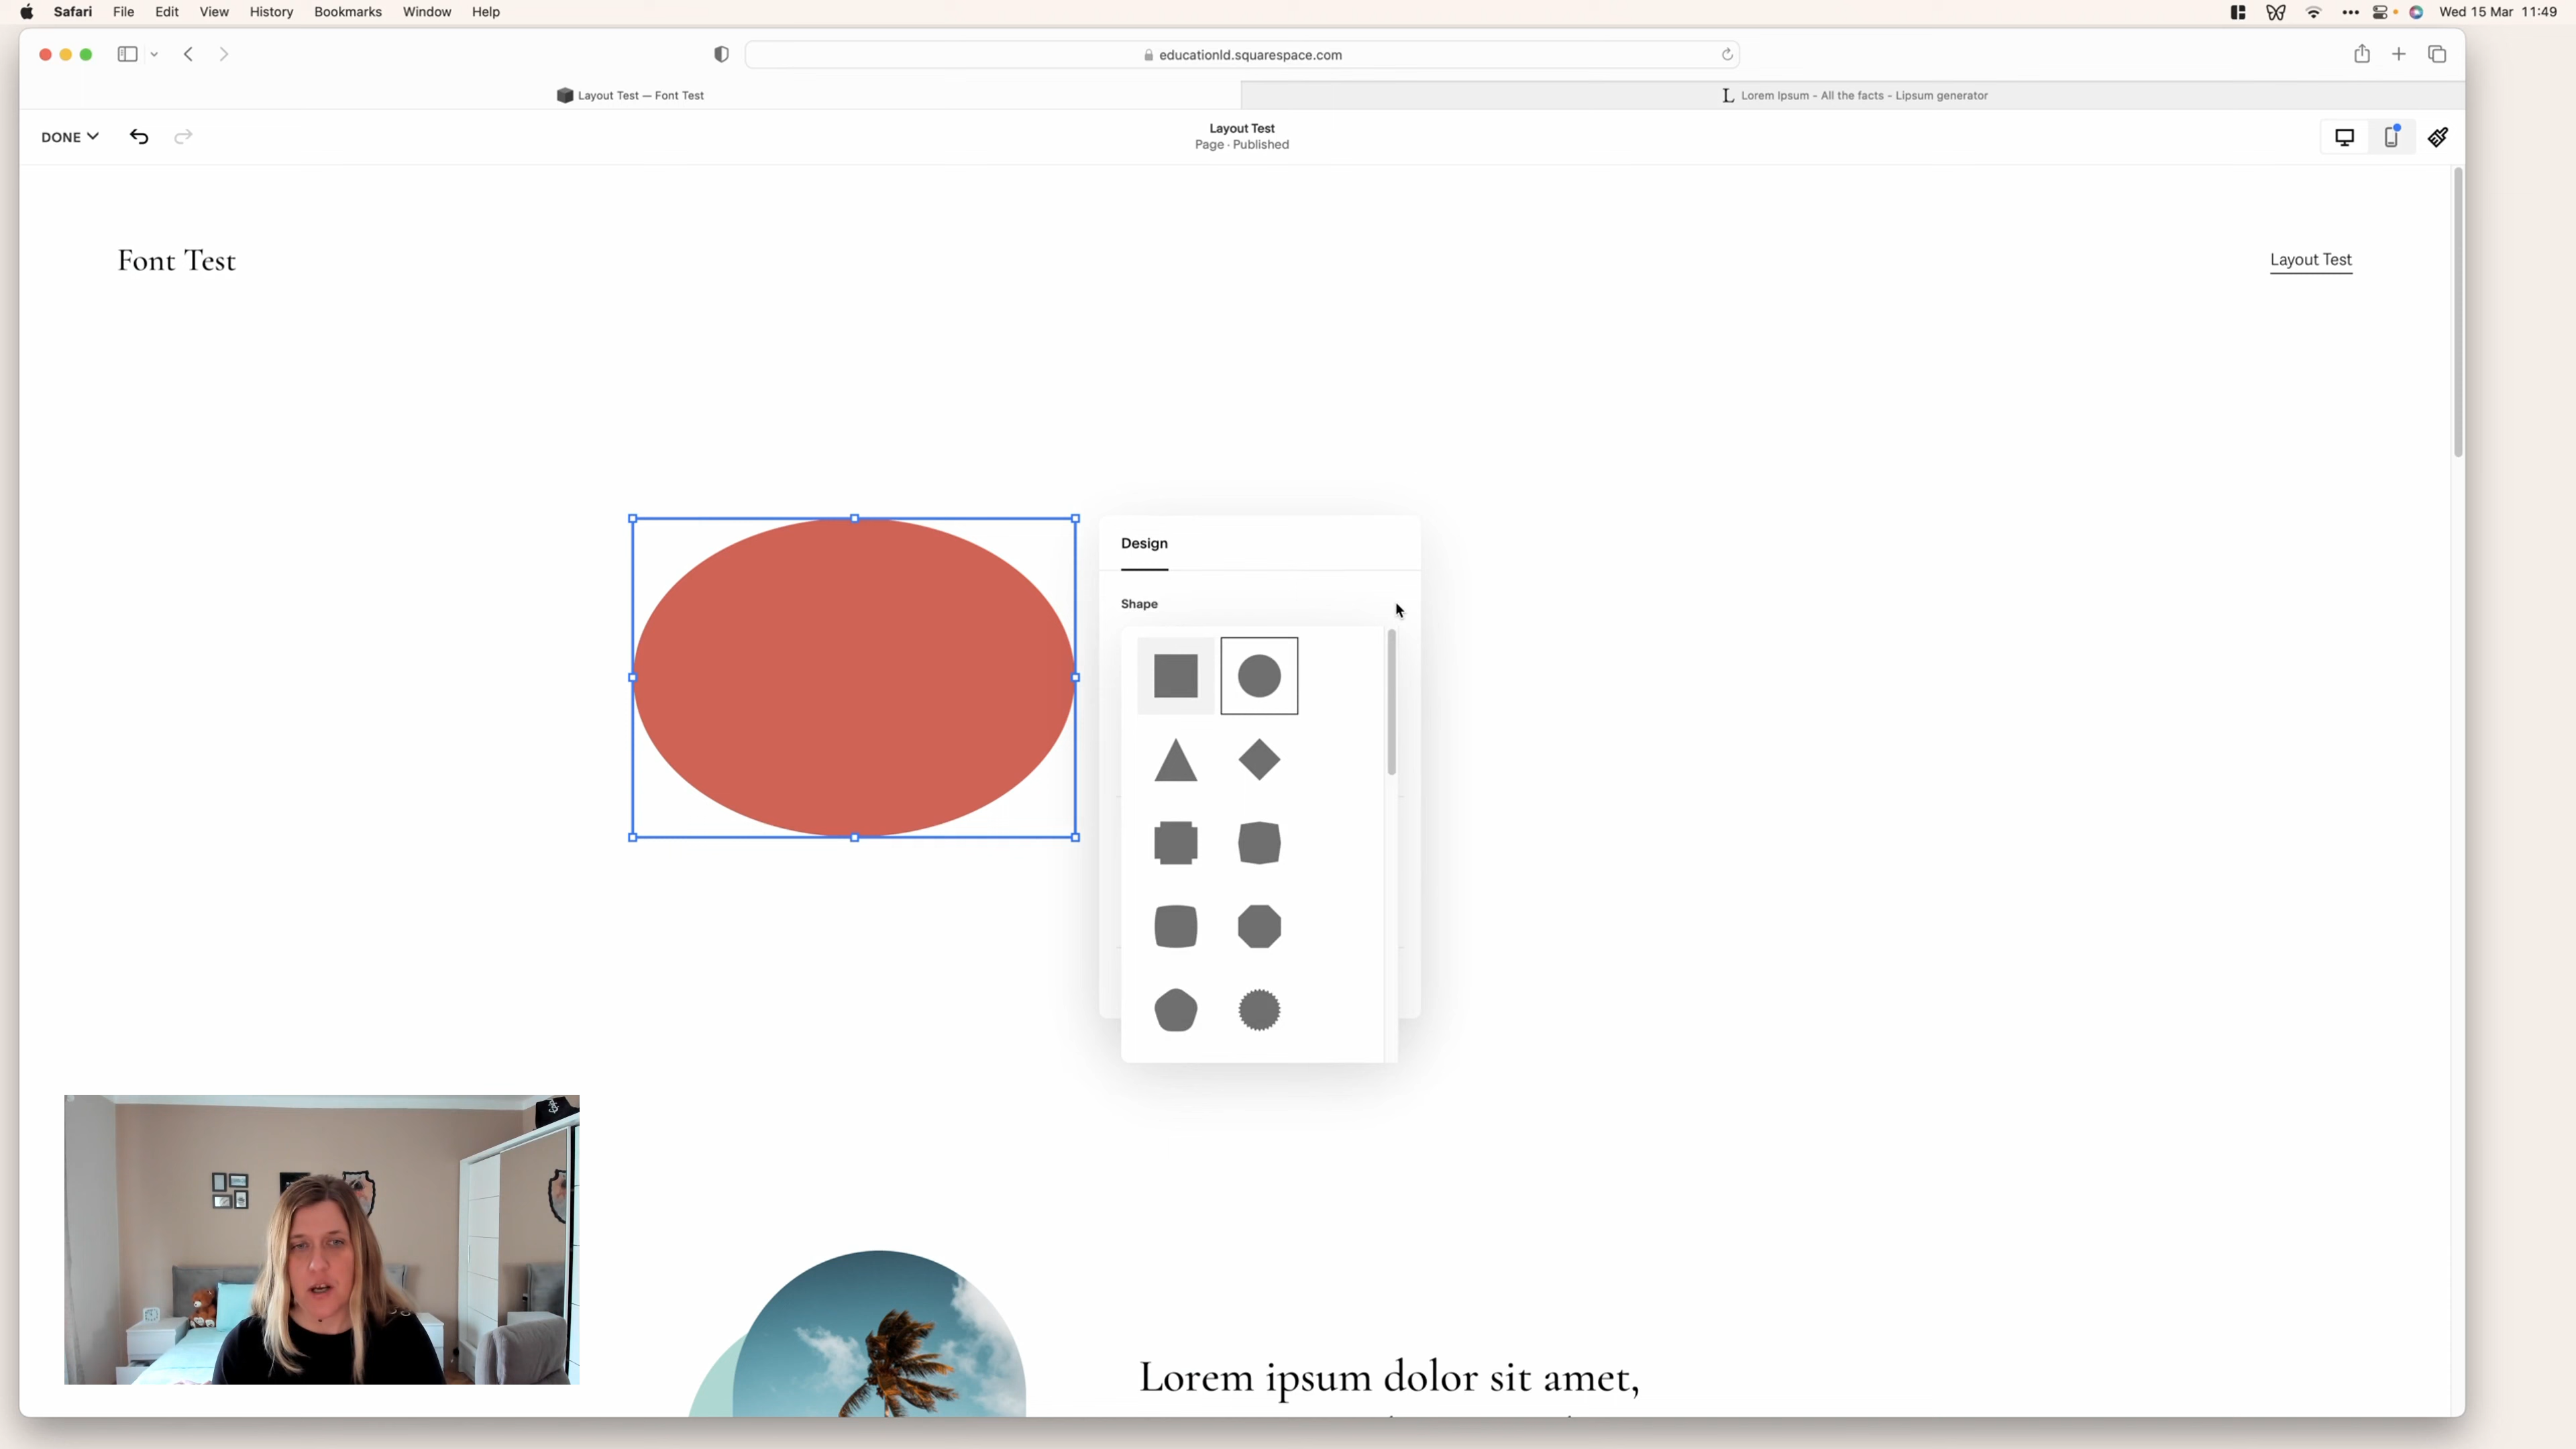 Safari File Edit View History Bookmarks Window Help
Wed 15 Mar 11:49
educationld.squarespace.com
Layout Test — Font Test
L Lorem Ipsum - All the facts - Lipsum generator
DONE
Layout Test
Page · Published
Font Test
Layout Test
Design
Shape
Lorem ipsum dolor sit amet,